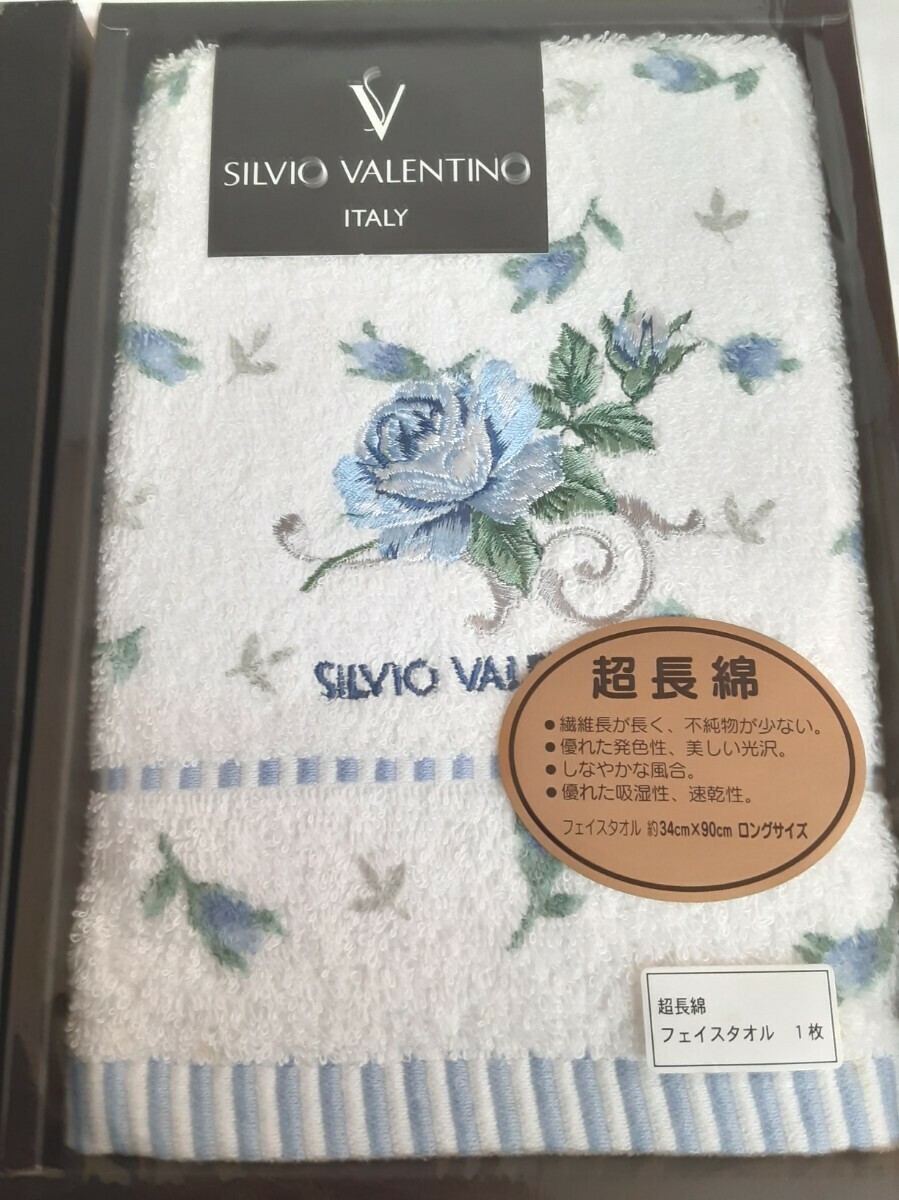 SILVIO VALENTINO
ITALY
SILVIO VAL
超長綿
●繊維長が長く、不純物が少ない。
●優れた発色性、美しい光沢。
●しなやかな風合。
●優れた吸湿性、速乾性。
フェイスタオル 約34cm×90cm ロングサイズ
超長綿
フェイスタオル 1枚